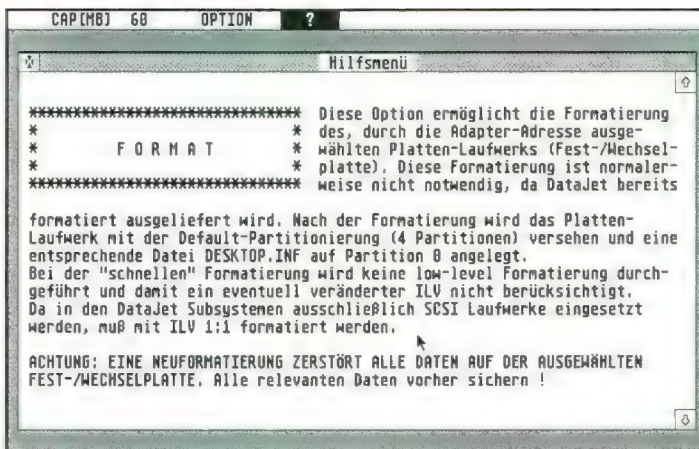 CAP[MB] 60 OPTION ?
Hilfsmenü
******************************
* F O R M A T *
******************************
Diese Option ermöglicht die Formatierung
des, durch die Adapter-Adresse ausge-
wählten Platten-Laufwerks (Fest-/Wechsel-
platte). Diese Formatierung ist normaler-
weise nicht notwendig, da DataJet bereits
formatiert ausgeliefert wird. Nach der Formatierung wird das Platten-
Laufwerk mit der Default-Partitionierung (4 Partitionen) versehen und eine
entsprechende Datei DESKTOP.INF auf Partition 0 angelegt.
Bei der "schnellen" Formatierung wird keine low-level Formatierung durch-
geführt und damit ein eventuell veränderter ILV nicht berücksichtigt.
Da in den DataJet Subsystemen ausschließlich SCSI Laufwerke eingesetzt
werden, muß mit ILV 1:1 formatiert werden.
ACHTUNG: EINE NEUFORMATIERUNG ZERSTÖRT ALLE DATEN AUF DER AUSGEWÄHLTEN
FEST-/WECHSELPLATTE. Alle relevanten Daten vorher sichern !